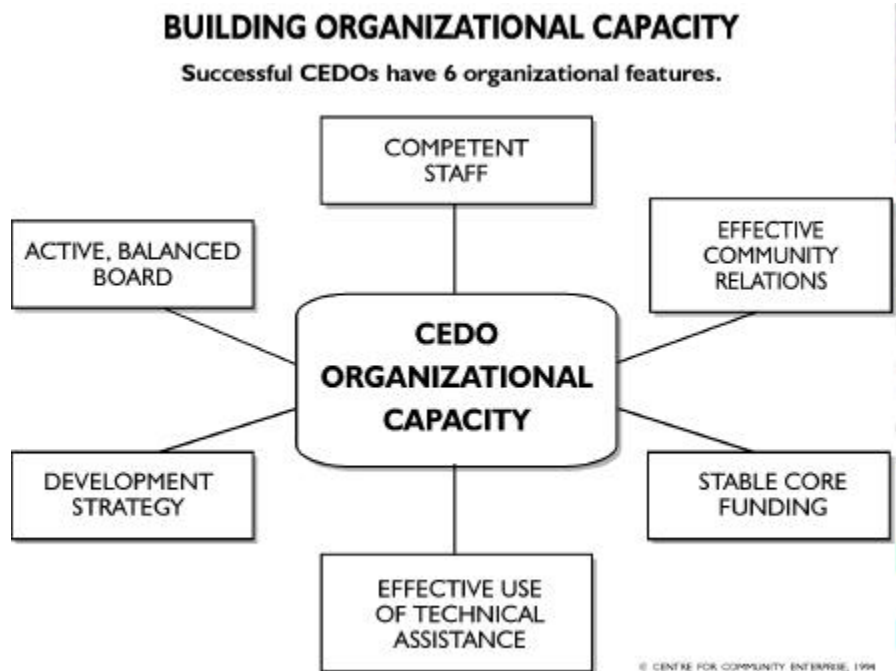 BUILDING ORGANIZATIONAL CAPACITY
Successful CEDOs have 6 organizational features.
COMPETENT
STAFF
ACTIVE, BALANCED
BOARD
EFFECTIVE
COMMUNITY
RELATIONS
CEDO
ORGANIZATIONAL
CAPACITY
DEVELOPMENT
STRATEGY
STABLE CORE
FUNDING
EFFECTIVE USE
OF TECHNICAL
ASSISTANCE
© CENTRE FOR COMMUNITY ENTERPRISE, 1994